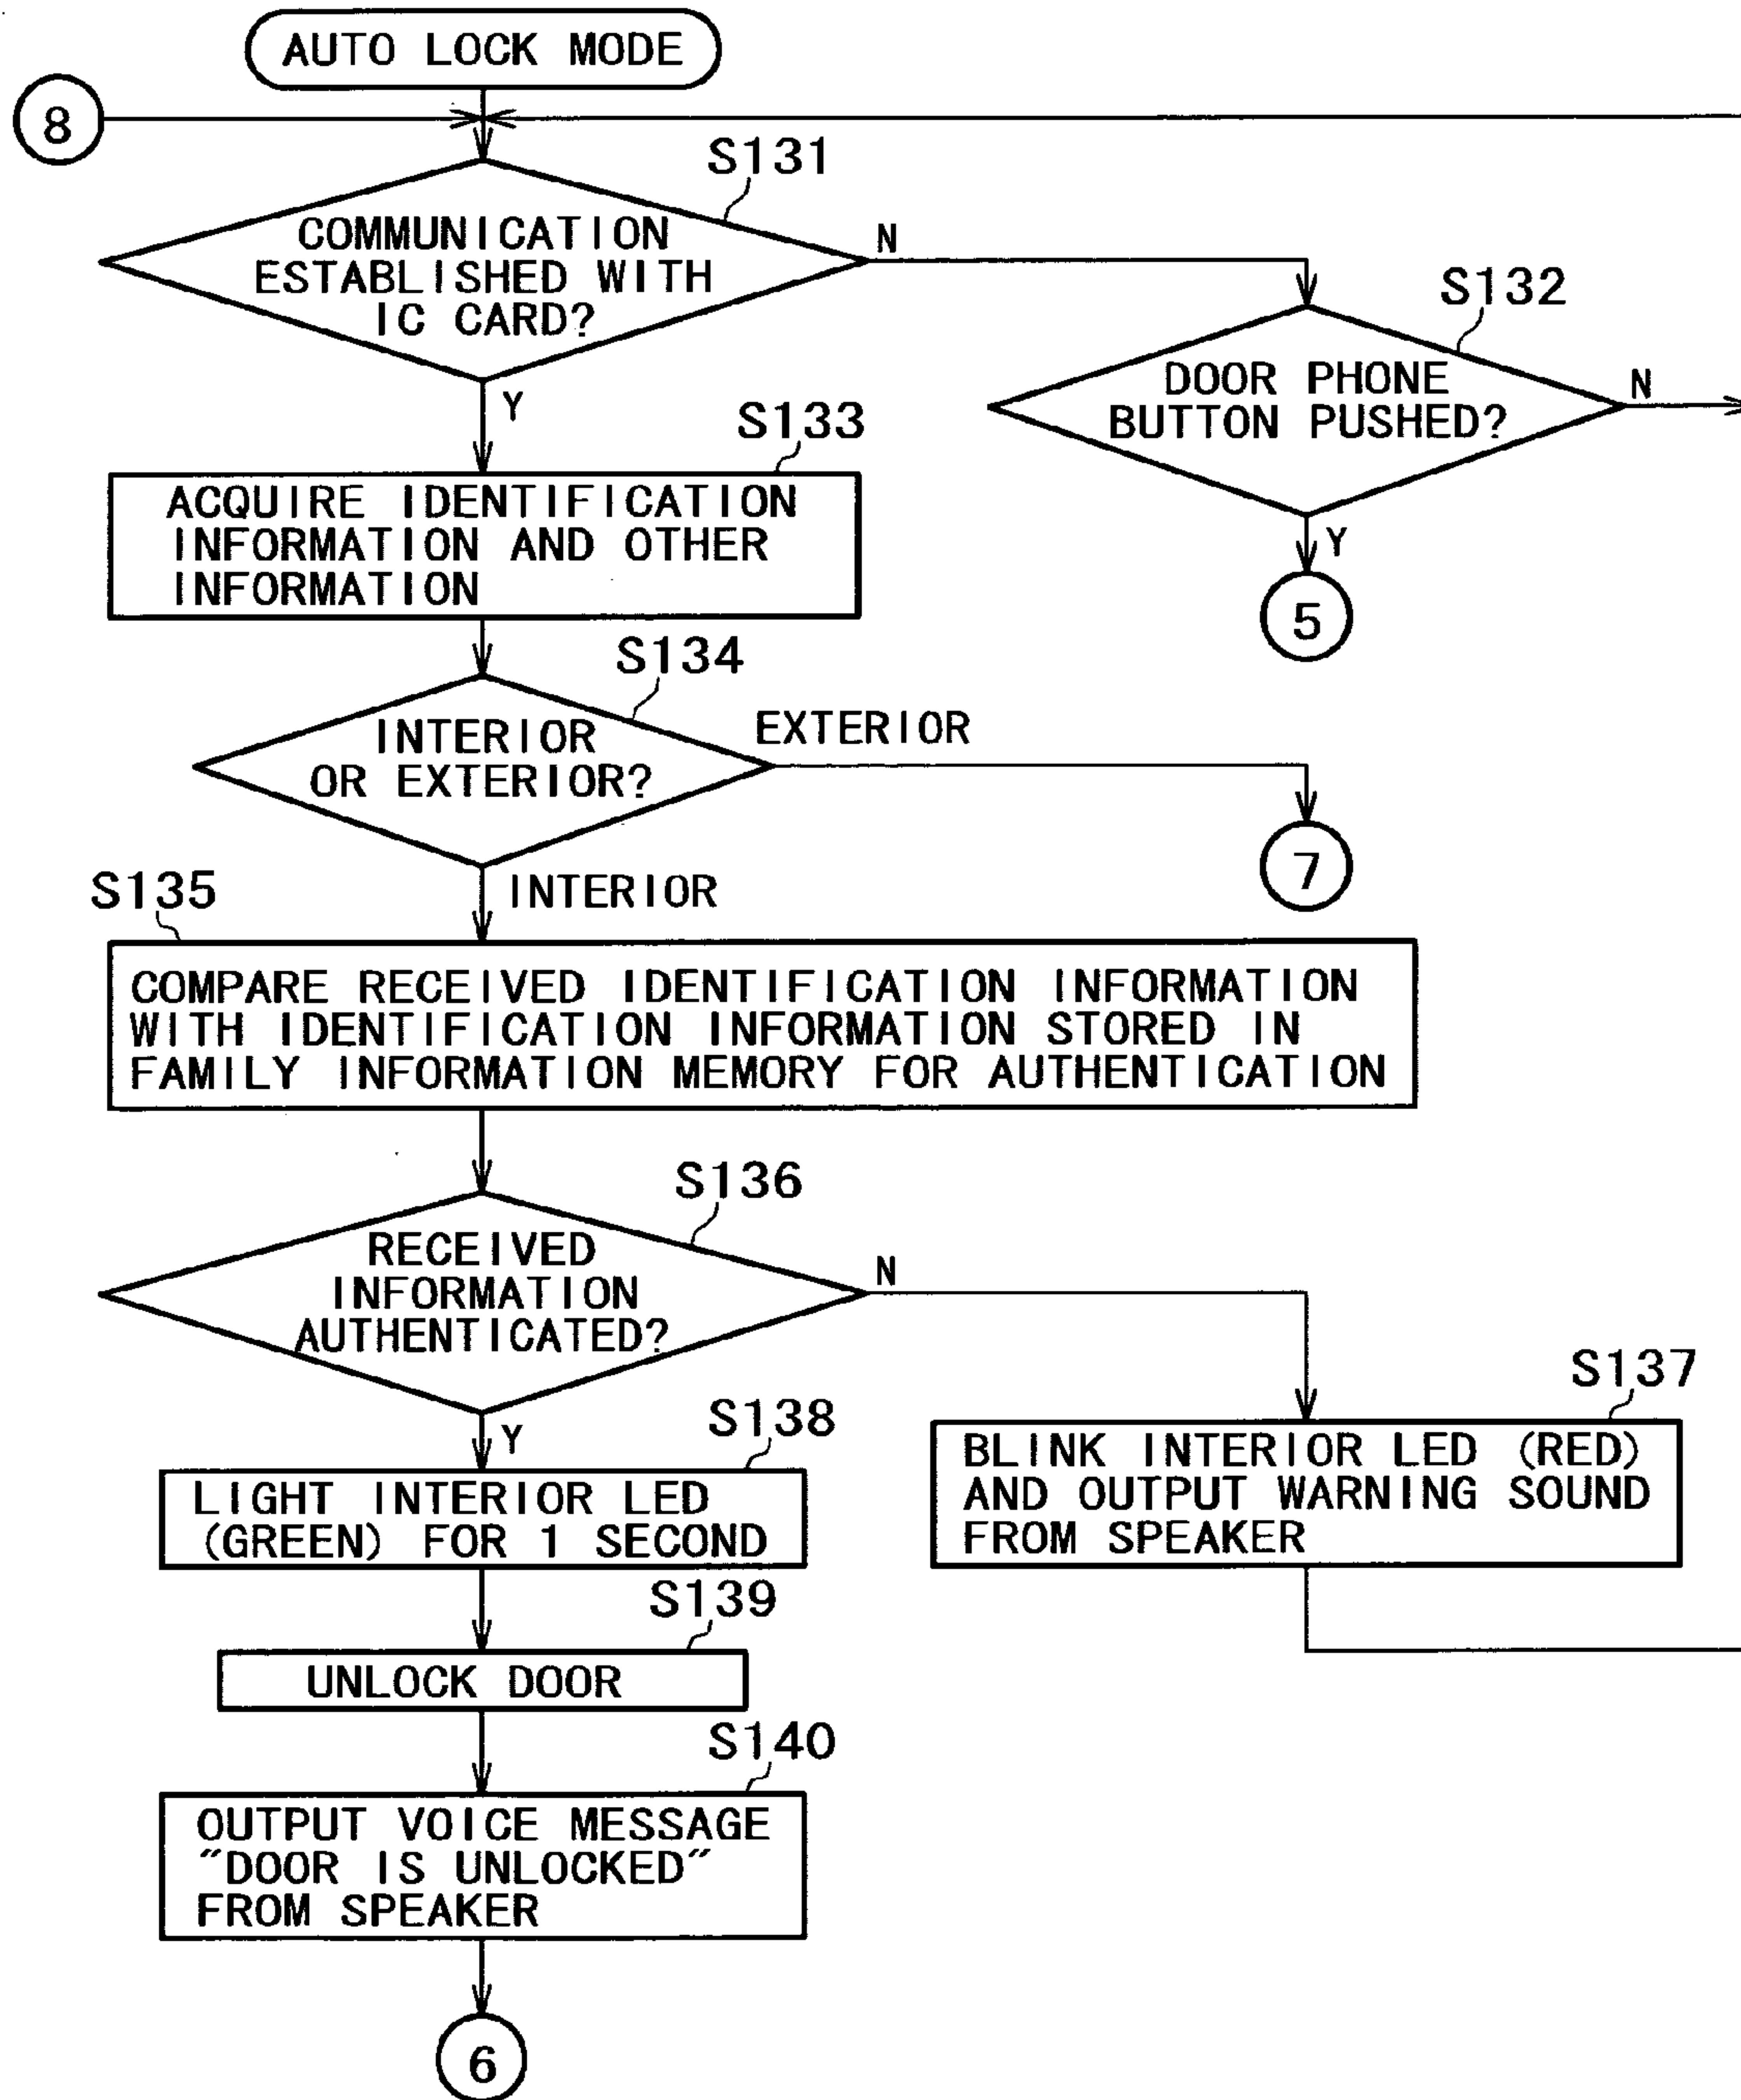 AUTO LOCK MODE
8
S131
COMMUNICATION
ESTABLISHED WITH
IC CARD?
N
S132
DOOR PHONE
BUTTON PUSHED?
N
Y
5
Y
S133
ACQUIRE IDENTIFICATION
INFORMATION AND OTHER
INFORMATION
S134
INTERIOR
OR EXTERIOR?
EXTERIOR
7
INTERIOR
S135
COMPARE RECEIVED IDENTIFICATION INFORMATION
WITH IDENTIFICATION INFORMATION STORED IN
FAMILY INFORMATION MEMORY FOR AUTHENTICATION
S136
RECEIVED
INFORMATION
AUTHENTICATED?
N
S137
BLINK INTERIOR LED (RED)
AND OUTPUT WARNING SOUND
FROM SPEAKER
Y
S138
LIGHT INTERIOR LED
(GREEN) FOR 1 SECOND
S139
UNLOCK DOOR
S140
OUTPUT VOICE MESSAGE
"DOOR IS UNLOCKED"
FROM SPEAKER
6